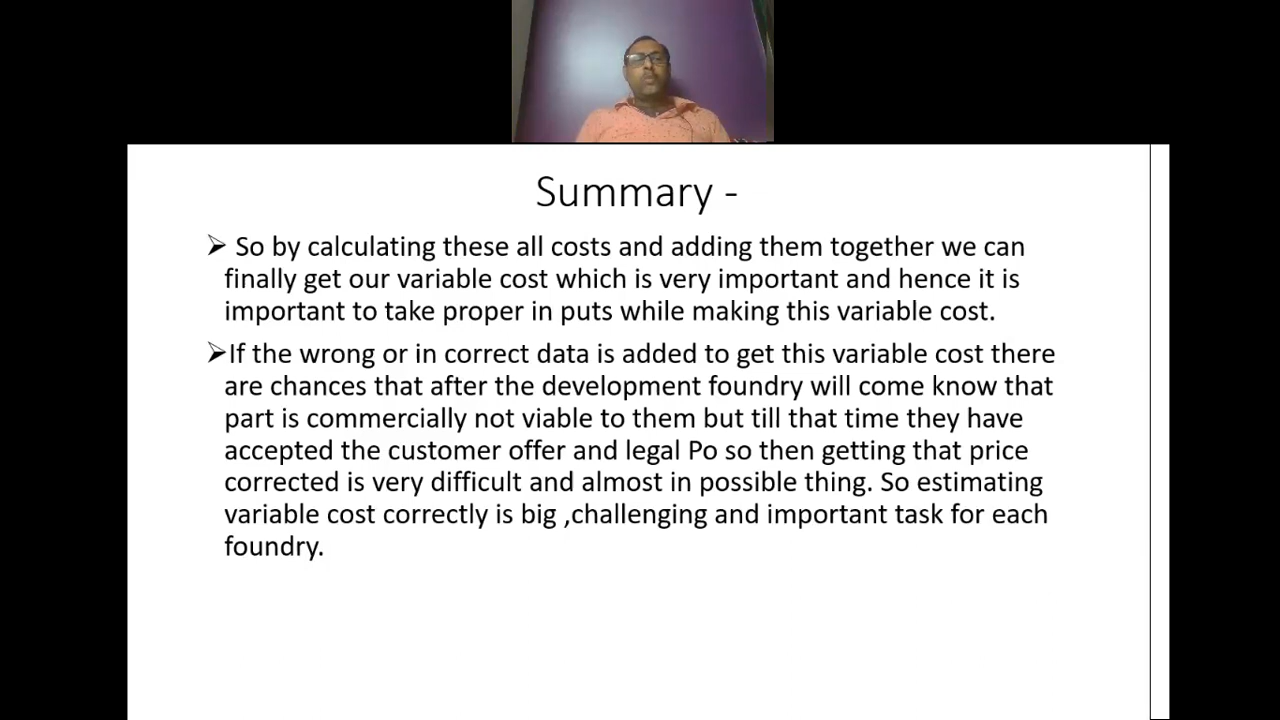 Summary -
➢ So by calculating these all costs and adding them together we can
finally get our variable cost which is very important and hence it is
important to take proper in puts while making this variable cost.
➢If the wrong or in correct data is added to get this variable cost there
are chances that after the development foundry will come know that
part is commercially not viable to them but till that time they have
accepted the customer offer and legal Po so then getting that price
corrected is very difficult and almost in possible thing. So estimating
variable cost correctly is big ,challenging and important task for each
foundry.